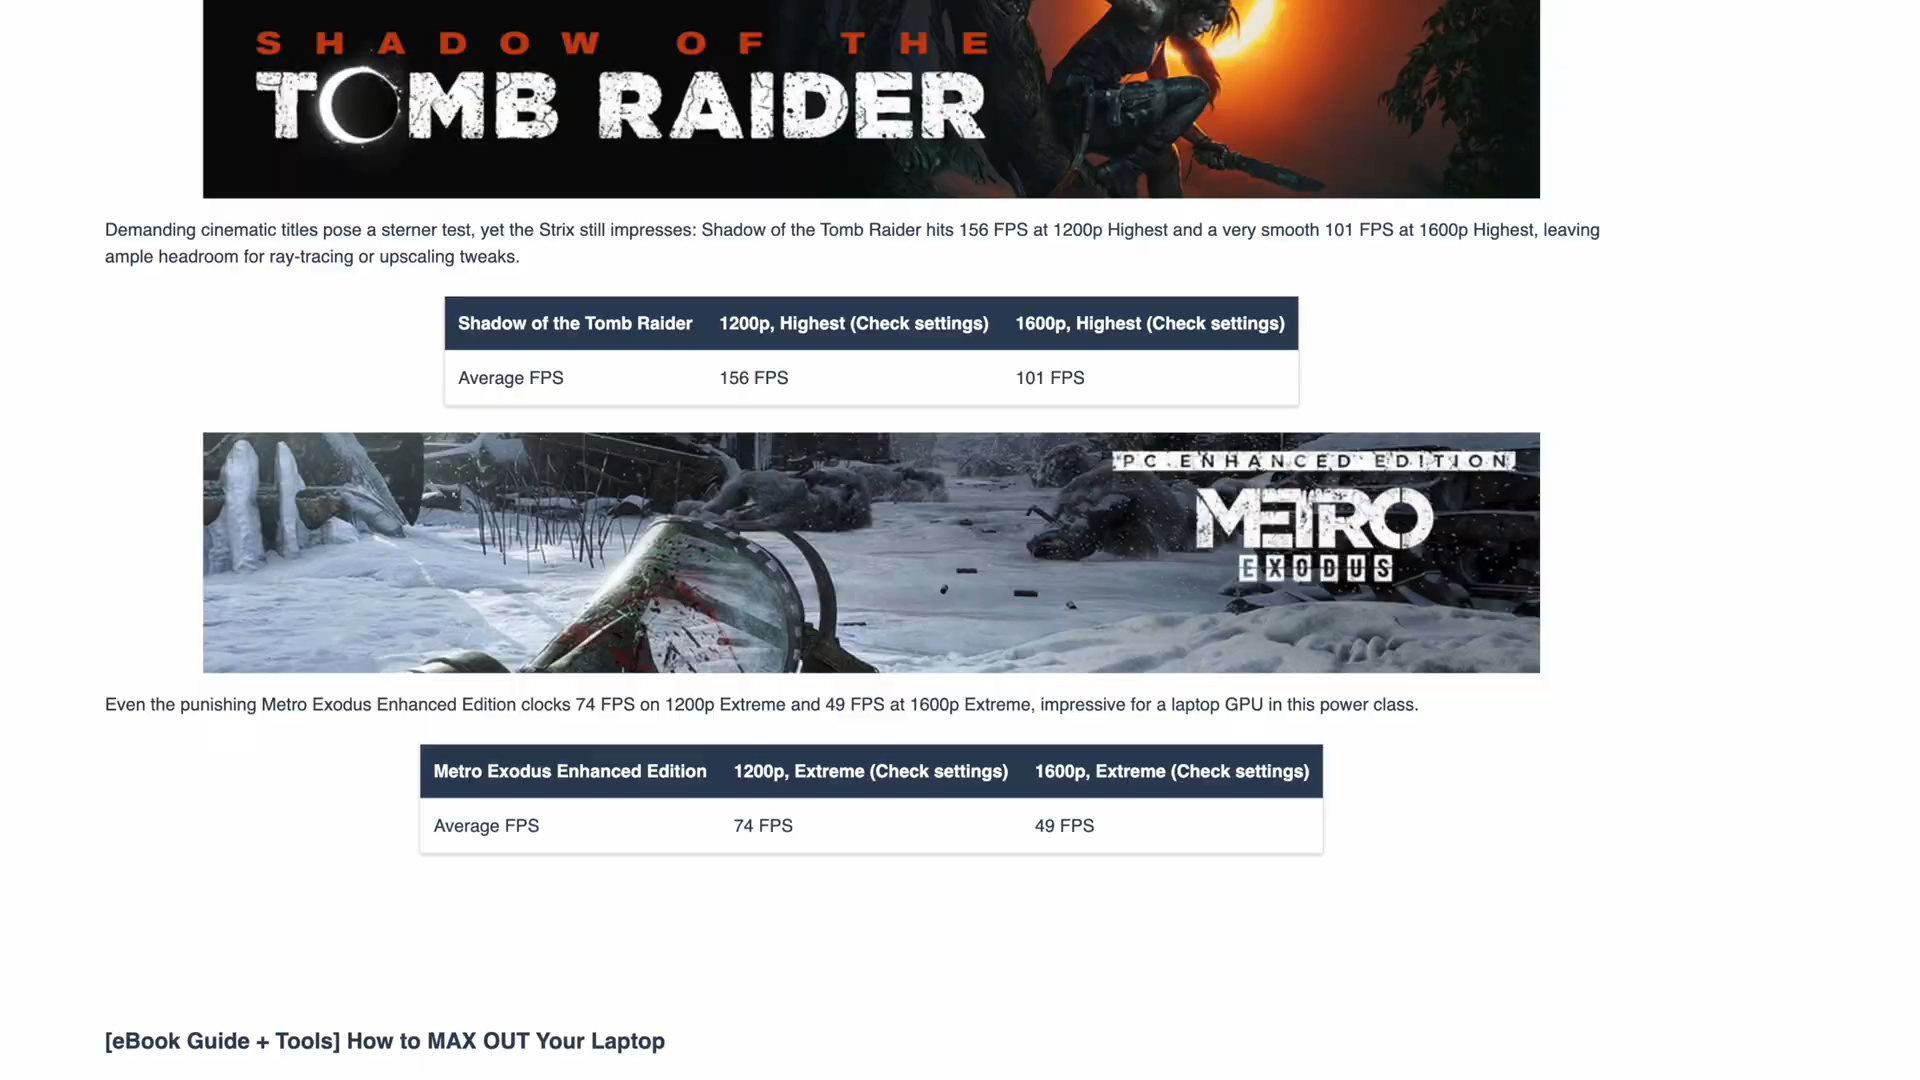 SHADOW OF THE
TOMB RAIDER
Demanding cinematic titles pose a sterner test, yet the Strix still impresses: Shadow of the Tomb Raider hits 156 FPS at 1200p Highest and a very smooth 101 FPS at 1600p Highest, leaving
ample headroom for ray-tracing or upscaling tweaks.
Shadow of the Tomb Raider 1200p, Highest (Check settings) 1600p, Highest (Check settings)
Average FPS 156 FPS 101 FPS
PC ENHANCED EDITION
METRO
EXODUS
Even the punishing Metro Exodus Enhanced Edition clocks 74 FPS on 1200p Extreme and 49 FPS at 1600p Extreme, impressive for a laptop GPU in this power class.
Metro Exodus Enhanced Edition 1200p, Extreme (Check settings) 1600p, Extreme (Check settings)
Average FPS 74 FPS 49 FPS
[eBook Guide + Tools] How to MAX OUT Your Laptop